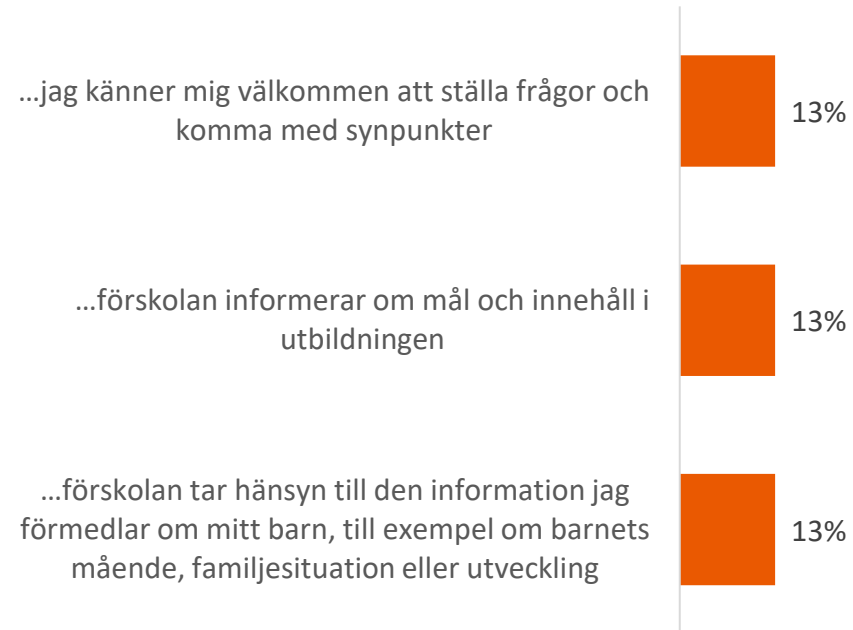 ...jag känner mig välkommen att ställa frågor och
komma med synpunkter
13%
...förskolan informerar om mål och innehåll i
utbildningen
13%
...förskolan tar hänsyn till den information jag
förmedlar om mitt barn, till exempel om barnets
mående, familjesituation eller utveckling
13%